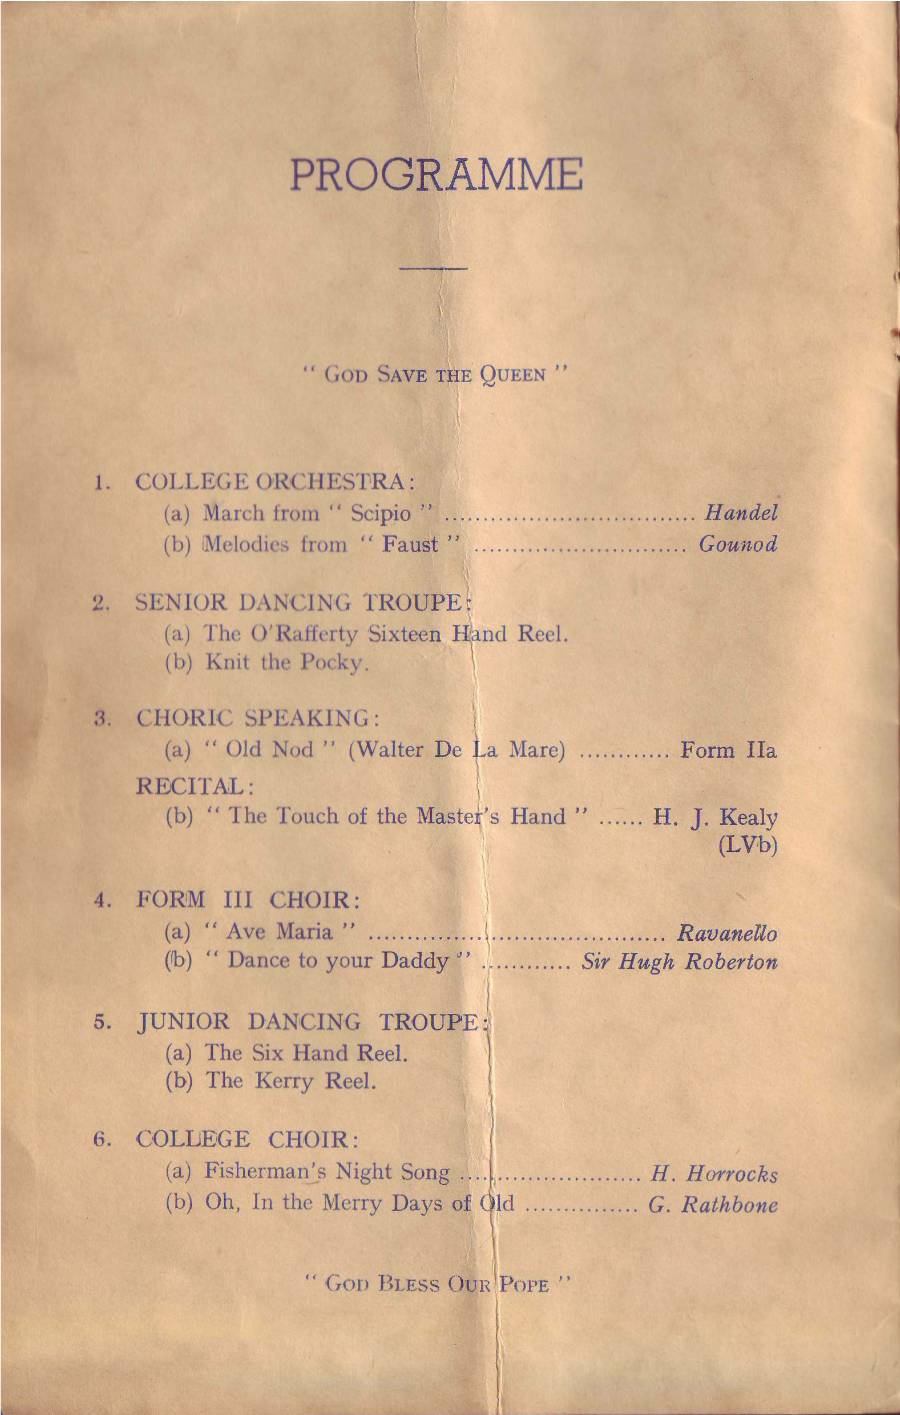 PROGRAMME
" God Save the Queen "
1. COLLEGE ORCHESTRA:
(a) March from " Scipio " ................................. Handel
(b) Melodies from " Faust " ............................ Gounod
2. SENIOR DANCING TROUPE:
(a) The O'Rafferty Sixteen Hand Reel.
(b) Knit the Pocky.
3. CHORIC SPEAKING:
(a) " Old Nod " (Walter De La Mare) ............ Form IIa
RECITAL:
(b) " The Touch of the Master's Hand " ...... H. J. Kealy
(LVb)
4. FORM III CHOIR:
(a) " Ave Maria " ....................................... Ravanello
(b) " Dance to your Daddy " ............ Sir Hugh Roberton
5. JUNIOR DANCING TROUPE:
(a) The Six Hand Reel.
(b) The Kerry Reel.
6. COLLEGE CHOIR:
(a) Fisherman's Night Song ........................ H. Horrocks
(b) Oh, In the Merry Days of Old ............... G. Rathbone
" God Bless Our Pope "